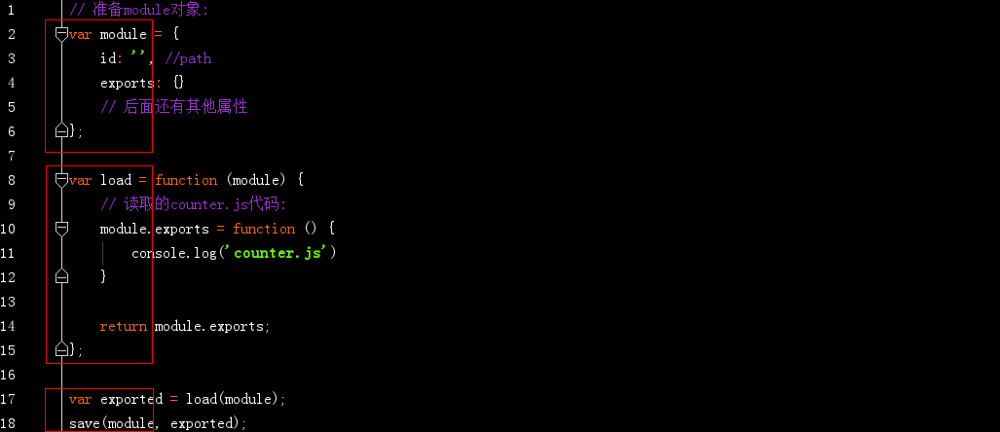 1 // 准备module对象:
2 var module = {
3 id: '', //path
4 exports: {}
5 // 后面还有其他属性
6 };
7
8 var load = function (module) {
9 // 读取的counter.js代码:
10 module.exports = function () {
11 console.log('counter.js')
12 }
13
14 return module.exports;
15 };
16
17 var exported = load(module);
18 save(module, exported);